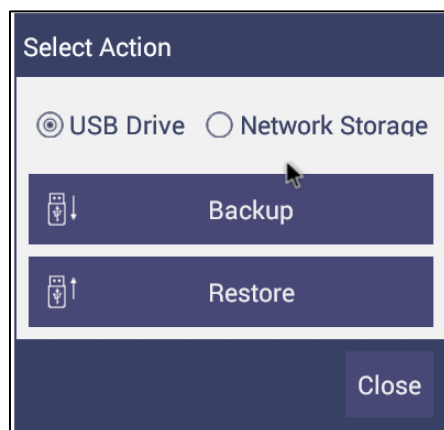 Select Action
USB Drive Network Storage
Backup
Restore
Close